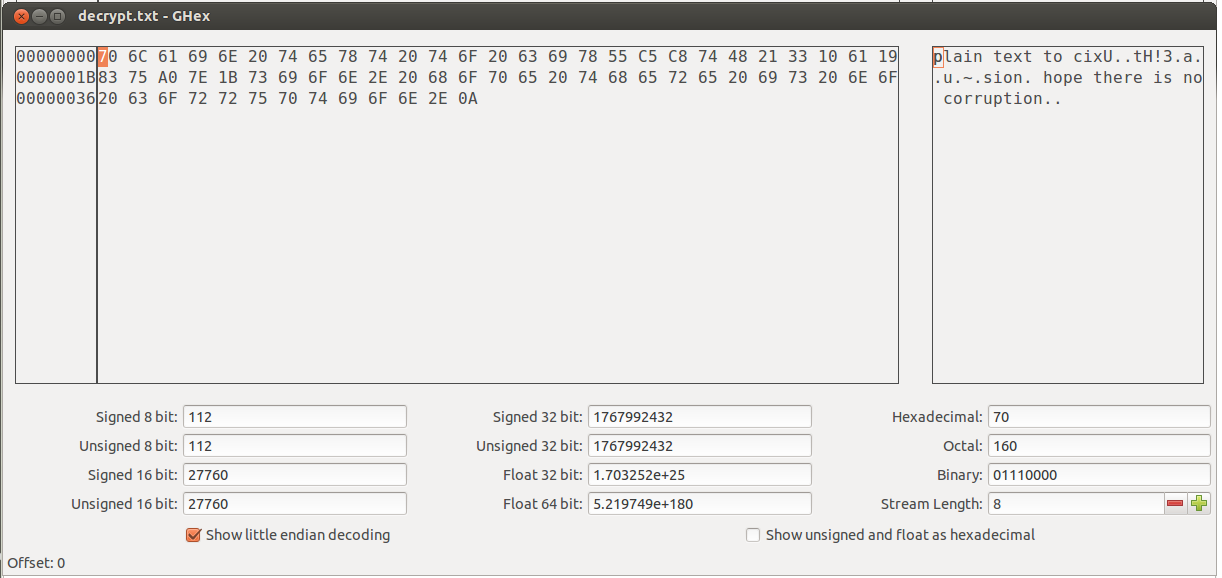 decrypt.txt - GHex
00000000 70 6C 61 69 6E 20 74 65 78 74 20 74 6F 20 63 69 78 55 C5 C8 74 48 21 33 10 61 19 plain text to cixU..tH!3.a.
0000001B 83 75 A0 7E 1B 73 69 6F 6E 2E 20 68 6F 70 65 20 74 68 65 72 65 20 69 73 20 6E 6F .u.~.sion. hope there is no
00000036 20 63 6F 72 72 75 70 74 69 6F 6E 2E 0A corruption..
Signed 8 bit: 112 Signed 32 bit: 1767992432 Hexadecimal: 70
Unsigned 8 bit: 112 Unsigned 32 bit: 1767992432 Octal: 160
Signed 16 bit: 27760 Float 32 bit: 1.703252e+25 Binary: 01110000
Unsigned 16 bit: 27760 Float 64 bit: 5.219749e+180 Stream Length: 8
Show little endian decoding Show unsigned and float as hexadecimal
Offset: 0